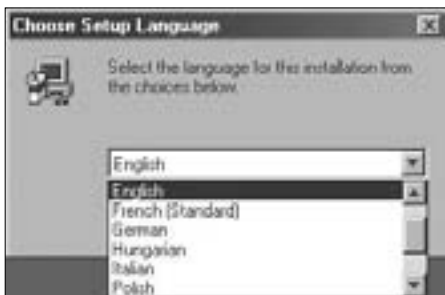 Choose Setup Language
Select the language for this installation from
the choices below.
English
English
French (Standard)
German
Hungarian
Italian
Polish